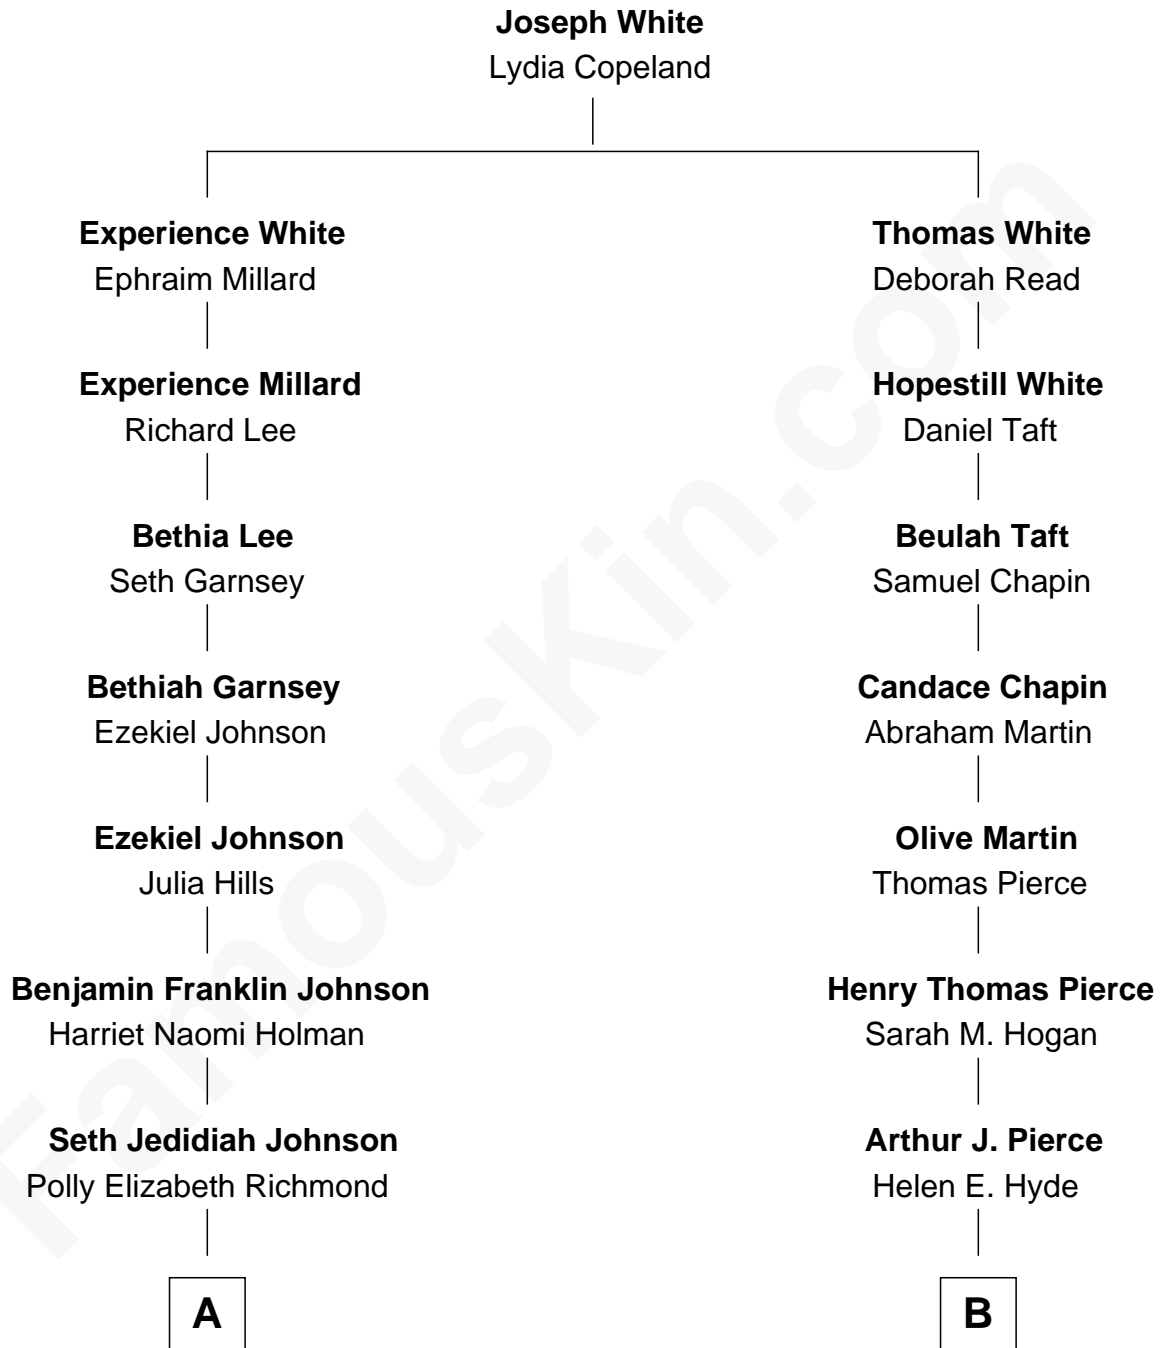 Joseph White
Lydia Copeland
Experience White
Ephraim Millard
Thomas White
Deborah Read
Experience Millard
Richard Lee
Hopestill White
Daniel Taft
Bethia Lee
Seth Garnsey
Beulah Taft
Samuel Chapin
Bethiah Garnsey
Ezekiel Johnson
Candace Chapin
Abraham Martin
Ezekiel Johnson
Julia Hills
Olive Martin
Thomas Pierce
Benjamin Franklin Johnson
Harriet Naomi Holman
Henry Thomas Pierce
Sarah M. Hogan
Seth Jedidiah Johnson
Polly Elizabeth Richmond
Arthur J. Pierce
Helen E. Hyde
A
B
FamousKin.com